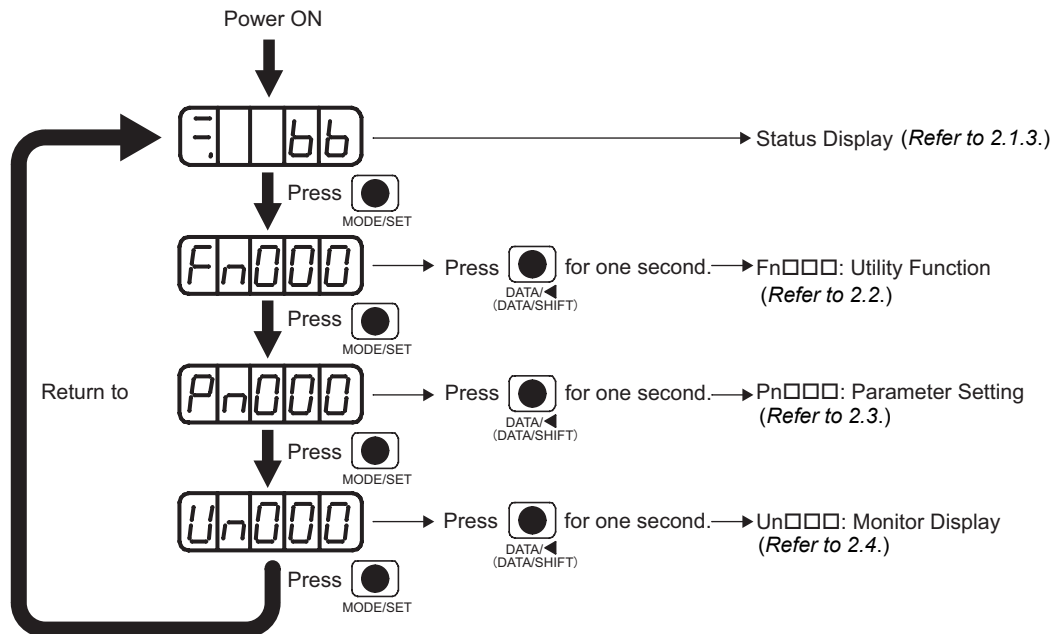 Power ON
bb
Status Display (Refer to 2.1.3.)
Press
MODE/SET
Fn000
Press
for one second.
DATA/◀
(DATA/SHIFT)
Fn□□□: Utility Function
(Refer to 2.2.)
Press
MODE/SET
Return to
Pn000
Press
for one second.
DATA/◀
(DATA/SHIFT)
Pn□□□: Parameter Setting
(Refer to 2.3.)
Press
MODE/SET
Un000
Press
for one second.
DATA/◀
(DATA/SHIFT)
Un□□□: Monitor Display
(Refer to 2.4.)
Press
MODE/SET